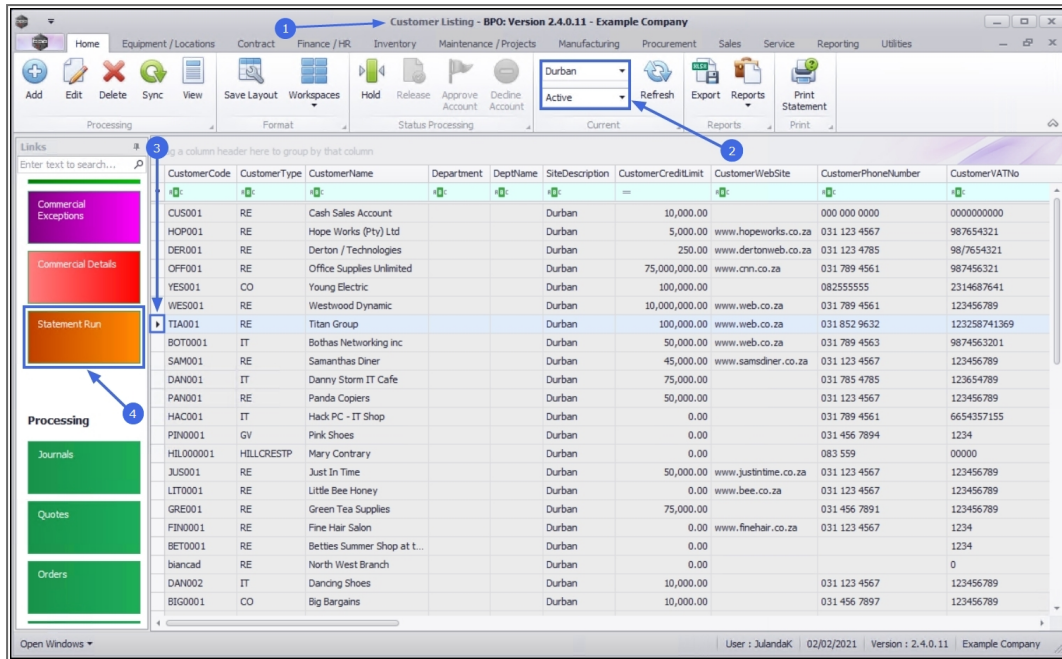 1
Customer Listing - BPO: Version 2.4.0.11 - Example Company
Home Equipment / Locations Contract Finance / HR Inventory Maintenance / Projects Manufacturing Procurement Sales Service Reporting Utilities
Add Edit Delete Sync View Save Layout Workspaces Hold Release Approve Account Decline Account Durban Active Refresh Export Reports Print Statement
Processing Format Status Processing Current Reports Print
2
3
Links
Enter text to search...
g a column header here to group by that column
CustomerCode CustomerType CustomerName Department DeptName SiteDescription CustomerCreditLimit CustomerWebSite CustomerPhoneNumber CustomerVATNo
=
CUS001 RE Cash Sales Account Durban 10,000.00 000 000 0000 0000000000
HOP001 RE Hope Works (Pty) Ltd Durban 5,000.00 www.hopeworks.co.za 031 123 4567 987654321
DER001 RE Derton / Technologies Durban 250.00 www.dertonweb.co.za 031 123 4785 98/7654321
OFF001 RE Office Supplies Unlimited Durban 75,000,000.00 www.cnn.co.za 031 789 4561 987456321
YES001 CO Young Electric Durban 100,000.00 082555555 2314687641
WES001 RE Westwood Dynamic Durban 10,000,000.00 www.web.co.za 031 789 4561 123456789
TIA001 RE Titan Group Durban 100,000.00 www.web.co.za 031 852 9632 123258741369
BOT0001 IT Bothas Networking inc Durban 50,000.00 www.web.co.za 031 789 4563 9874563201
SAM001 RE Samanthas Diner Durban 45,000.00 www.samsdiner.co.za 031 123 4567 123456789
DAN001 IT Danny Storm IT Cafe Durban 75,000.00 031 785 4785 123654789
PAN001 RE Panda Copiers Durban 50,000.00 031 123 4567 123456789
HAC001 IT Hack PC - IT Shop Durban 0.00 031 789 4561 6654357155
PIN0001 GV Pink Shoes Durban 0.00 031 456 7894 1234
HIL000001 HILLCRESTP Mary Contrary Durban 0.00 083 559 00000
JUS001 RE Just In Time Durban 50,000.00 www.justintime.co.za 031 123 4567 123456789
LIT0001 RE Little Bee Honey Durban 0.00 www.bee.co.za 031 123 4567 123456789
GRE001 RE Green Tea Supplies Durban 75,000.00 031 456 7891 123456789
FIN0001 RE Fine Hair Salon Durban 0.00 www.finehair.co.za 031 123 4567 1234
BET0001 RE Betties Summer Shop at t... Durban 0.00 1234
biancad RE North West Branch Durban 0.00 0
DAN002 IT Dancing Shoes Durban 10,000.00 031 123 4567 123456789
BIG0001 CO Big Bargains Durban 10,000.00 031 456 7897 123456789
Commercial Exceptions
Commercial Details
Statement Run
4
Processing
Journals
Quotes
Orders
Open Windows
User : JulandaK 02/02/2021 Version : 2.4.0.11 Example Company